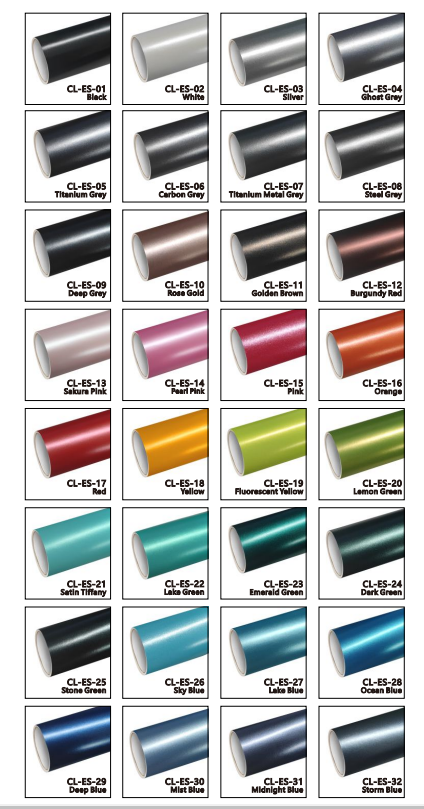 CL-ES-01
Black
CL-ES-02
White
CL-ES-03
Silver
CL-ES-04
Ghost Grey
CL-ES-05
Titanium Grey
CL-ES-06
Carbon Grey
CL-ES-07
Titanium Metal Grey
CL-ES-08
Steel Grey
CL-ES-09
Deep Grey
CL-ES-10
Rose Gold
CL-ES-11
Golden Brown
CL-ES-12
Burgundy Red
CL-ES-13
Sakura Pink
CL-ES-14
Pearl Pink
CL-ES-15
Pink
CL-ES-16
Orange
CL-ES-17
Red
CL-ES-18
Yellow
CL-ES-19
Fluorescent Yellow
CL-ES-20
Lemon Green
CL-ES-21
Satin Tiffany
CL-ES-22
Lake Green
CL-ES-23
Emerald Green
CL-ES-24
Dark Green
CL-ES-25
Stone Green
CL-ES-26
Sky Blue
CL-ES-27
Lake Blue
CL-ES-28
Ocean Blue
CL-ES-29
Deep Blue
CL-ES-30
Mist Blue
CL-ES-31
Midnight Blue
CL-ES-32
Storm Blue